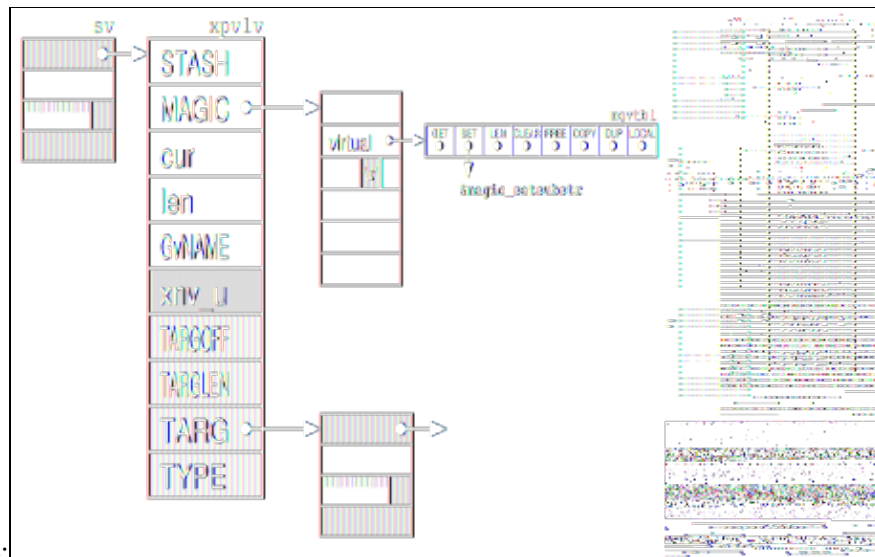 sv
xpvlv
STASH
MAGIC
cur
len
GvNAME
xnv_u
TARGOFF
TARGLEN
TARG
TYPE
virtual
mgvtbl
GET SET LEN CLEAR FREE COPY DUP LOCAL
&magic_setsubstr